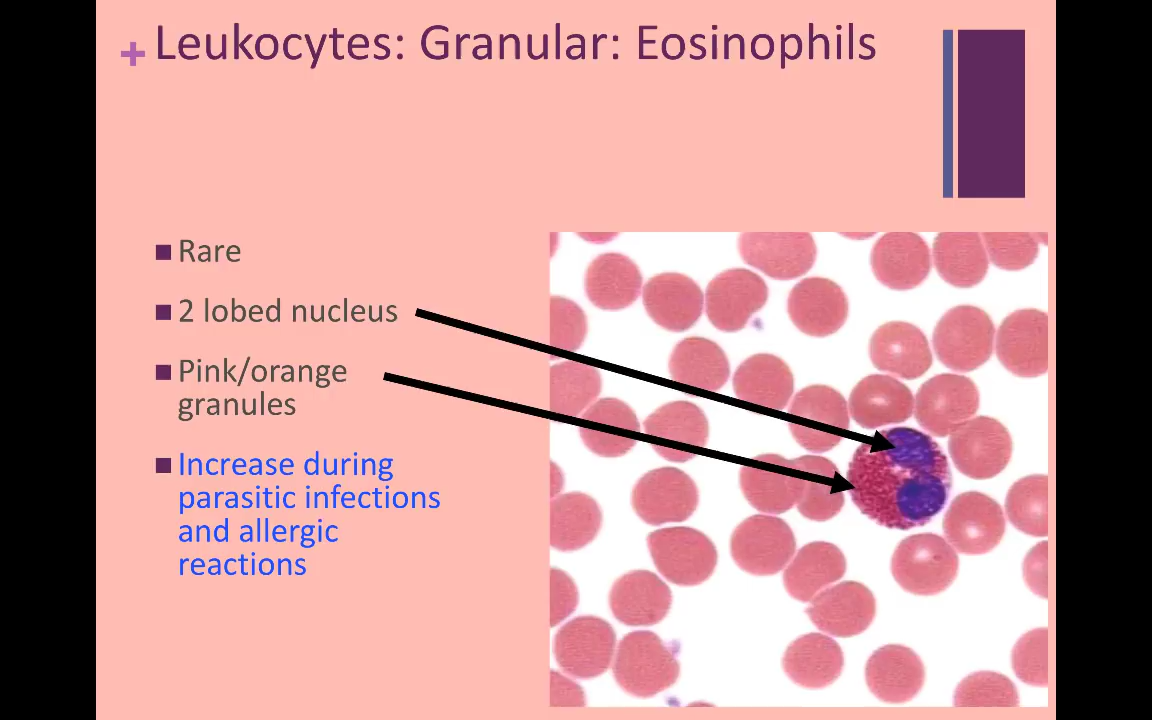 + Leukocytes: Granular: Eosinophils
Rare
2 lobed nucleus
Pink/orange
granules
Increase during
parasitic infections
and allergic
reactions